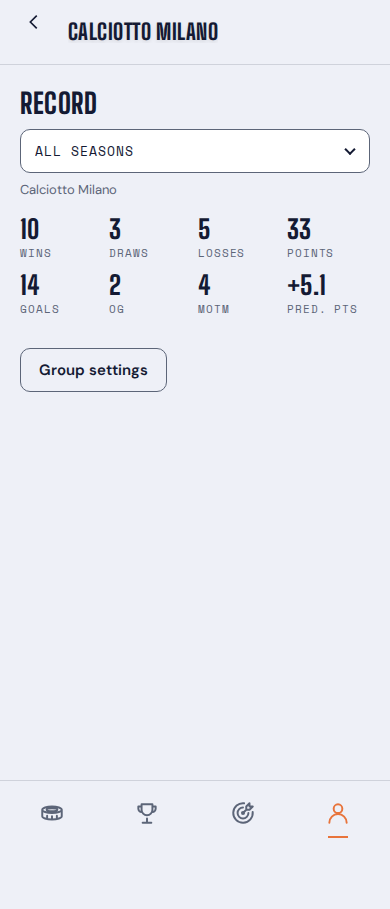 CALCIOTTO MILANO
RECORD
ALL SEASONS
Calciotto Milano
10 3 5 33
WINS DRAWS LOSSES POINTS
14 2 4 +5.1
GOALS OG MOTM PRED. PTS
Group settings